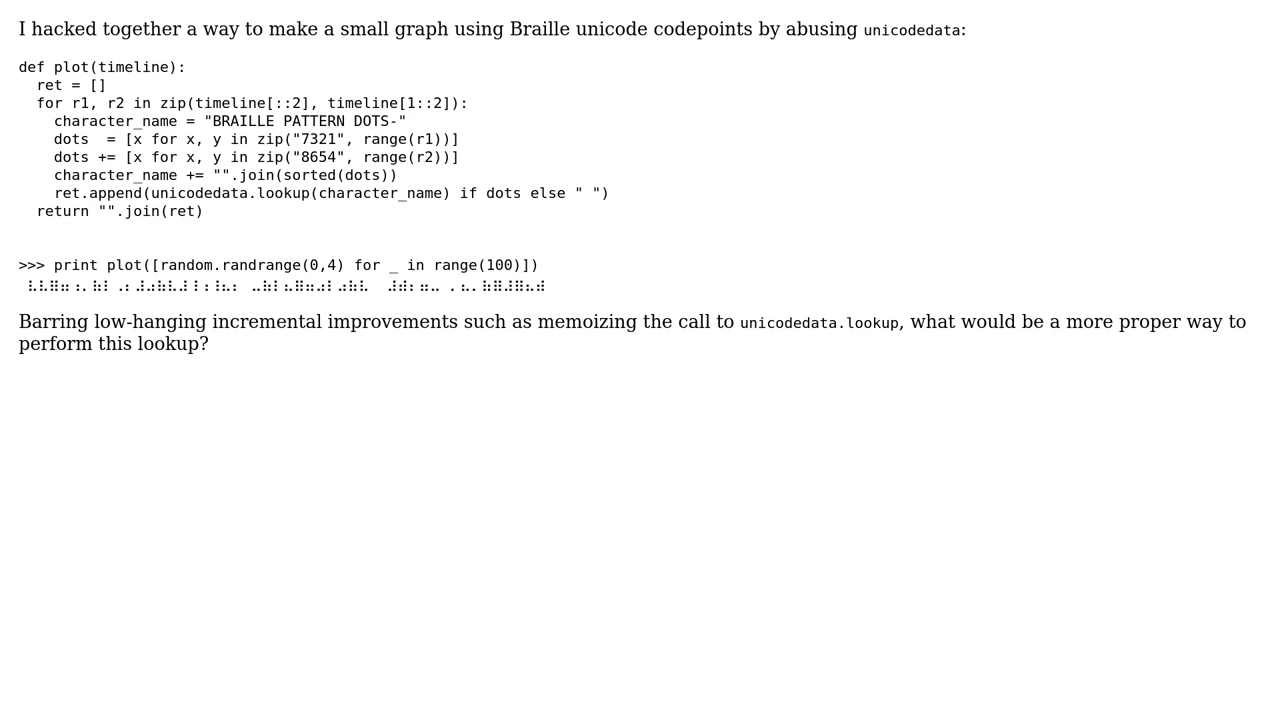 I hacked together a way to make a small graph using Braille unicode codepoints by abusing unicodedata:
def plot(timeline):
  ret = []
  for r1, r2 in zip(timeline[::2], timeline[1::2]):
    character_name = "BRAILLE PATTERN DOTS-"
    dots  = [x for x, y in zip("7321", range(r1))]
    dots += [x for x, y in zip("8654", range(r2))]
    character_name += "".join(sorted(dots))
    ret.append(unicodedata.lookup(character_name) if dots else " ")
  return "".join(ret)
>>> print plot([random.randrange(0,4) for _ in range(100)])
Barring low-hanging incremental improvements such as memoizing the call to unicodedata.lookup, what would be a more proper way to
perform this lookup?